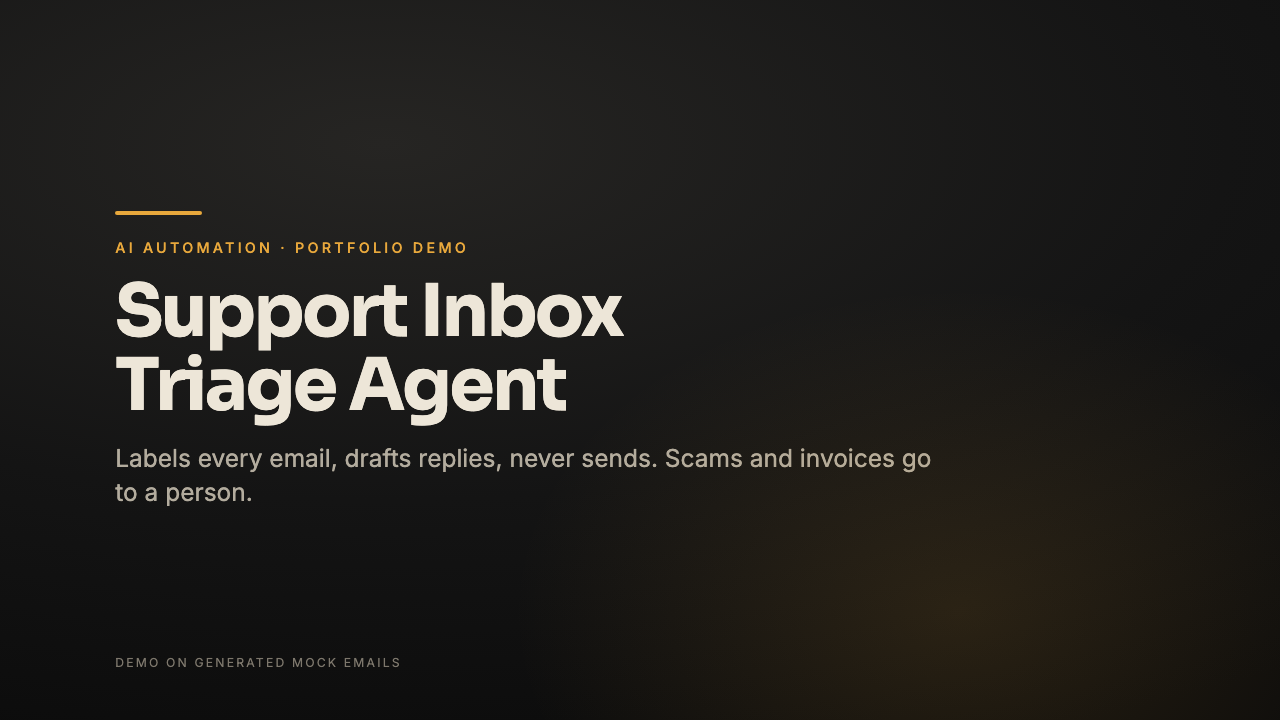 AI AUTOMATION · PORTFOLIO DEMO
Support Inbox
Triage Agent
Labels every email, drafts replies, never sends. Scams and invoices go
to a person.
DEMO ON GENERATED MOCK EMAILS